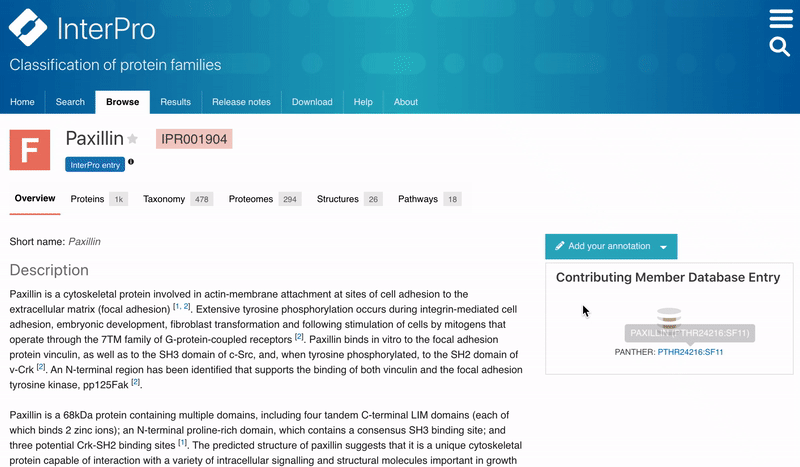 InterPro
Classification of protein families
Home Search Browse Results Release notes Download Help About
F Paxillin IPR001904
InterPro entry
Overview Proteins 1k Taxonomy 478 Proteomes 294 Structures 26 Pathways 18
Short name: Paxillin
Description
Paxillin is a cytoskeletal protein involved in actin-membrane attachment at sites of cell adhesion to the
extracellular matrix (focal adhesion) [1, 2]. Extensive tyrosine phosphorylation occurs during integrin-mediated cell
adhesion, embryonic development, fibroblast transformation and following stimulation of cells by mitogens that
operate through the 7TM family of G-protein-coupled receptors [2]. Paxillin binds in vitro to the focal adhesion
protein vinculin, as well as to the SH3 domain of c-Src, and, when tyrosine phosphorylated, to the SH2 domain of
v-Crk [2]. An N-terminal region has been identified that supports the binding of both vinculin and the focal adhesion
tyrosine kinase, pp125Fak [2].
Paxillin is a 68kDa protein containing multiple domains, including four tandem C-terminal LIM domains (each of
which binds 2 zinc ions); an N-terminal proline-rich domain, which contains a consensus SH3 binding site; and
three potential Crk-SH2 binding sites [1]. The predicted structure of paxillin suggests that it is a unique cytoskeletal
protein capable of interaction with a variety of intracellular signalling and structural molecules important in growth
Add your annotation
Contributing Member Database Entry
PAXILLIN (PTHR24216:SF11)
PANTHER: PTHR24216:SF11